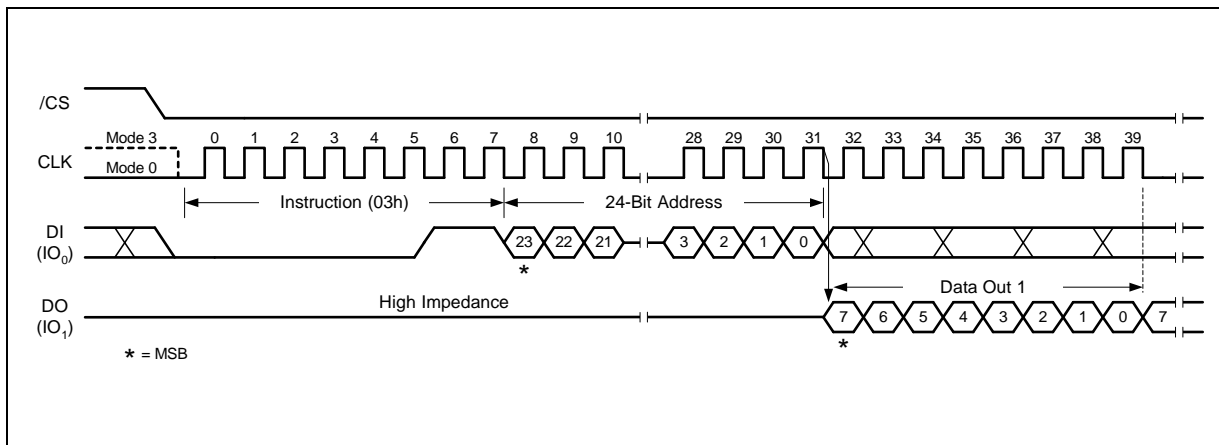 /CS
Mode 3 0 1 2 3 4 5 6 7 8 9 10 28 29 30 31 32 33 34 35 36 37 38 39
CLK
Mode 0
Instruction (03h) 24-Bit Address
DI
(IO0)
23 22 21 3 2 1 0
*
High Impedance Data Out 1
DO
(IO1)
7 6 5 4 3 2 1 0 7
*
* = MSB